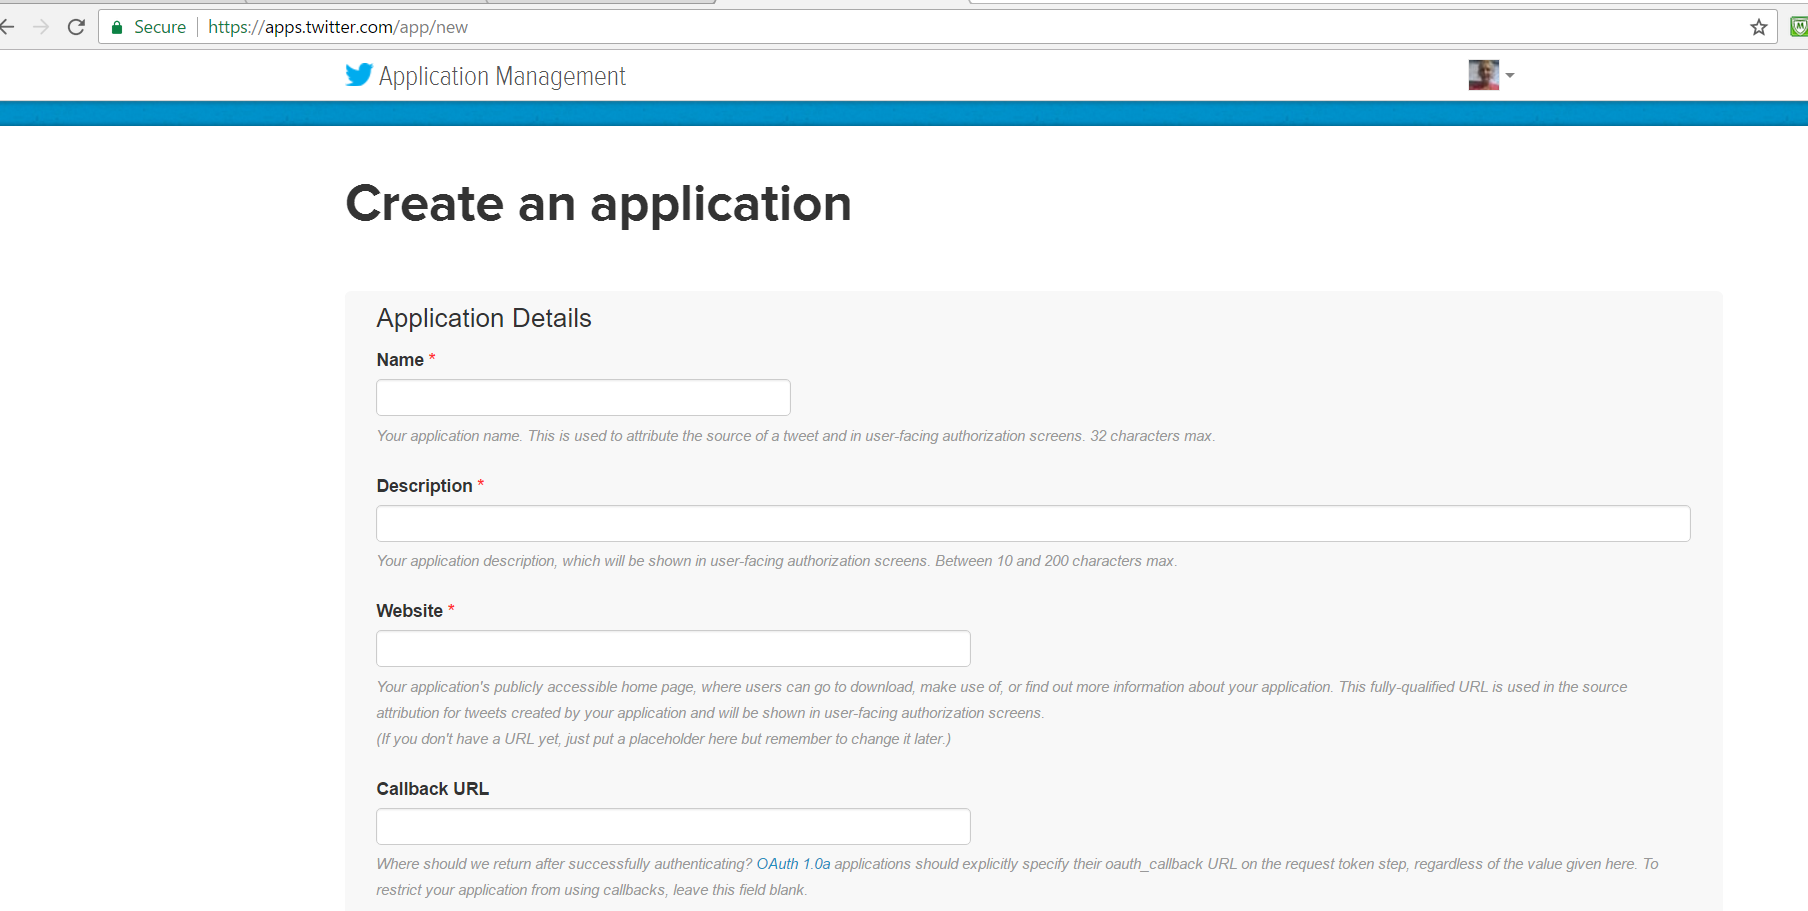 Secure https://apps.twitter.com/app/new
Application Management
Create an application
Application Details
Name *
Your application name. This is used to attribute the source of a tweet and in user-facing authorization screens. 32 characters max.
Description *
Your application description, which will be shown in user-facing authorization screens. Between 10 and 200 characters max.
Website *
Your application's publicly accessible home page, where users can go to download, make use of, or find out more information about your application. This fully-qualified URL is used in the source
attribution for tweets created by your application and will be shown in user-facing authorization screens.
(If you don't have a URL yet, just put a placeholder here but remember to change it later.)
Callback URL
Where should we return after successfully authenticating? OAuth 1.0a applications should explicitly specify their oauth_callback URL on the request token step, regardless of the value given here. To
restrict your application from using callbacks, leave this field blank.